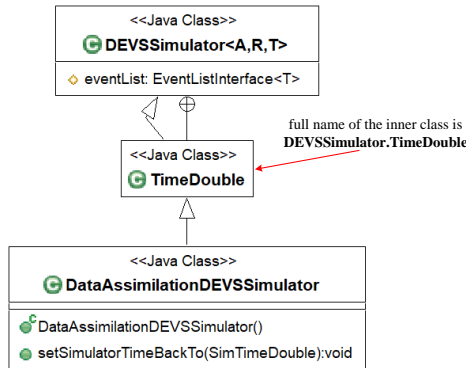 <<Java Class>>
DEVSSimulator<A,R,T>
eventList: EventListInterface<T>
full name of the inner class is
DEVSSimulator.TimeDouble
<<Java Class>>
TimeDouble
<<Java Class>>
DataAssimilationDEVSSimulator
DataAssimilationDEVSSimulator()
setSimulatorTimeBackTo(SimTimeDouble):void